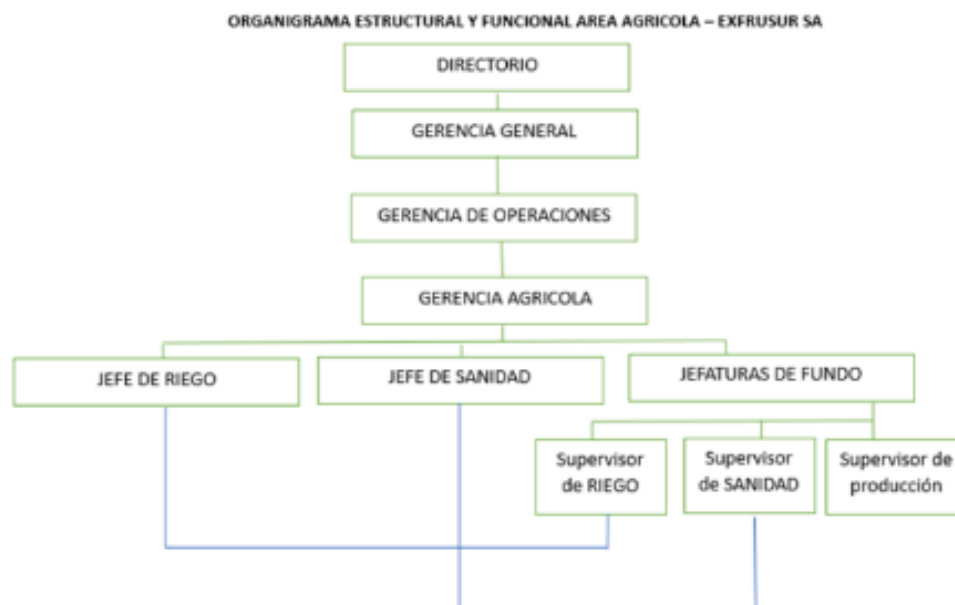 ORGANIGRAMA ESTRUCTURAL Y FUNCIONAL AREA AGRICOLA – EXFRUSUR SA
DIRECTORIO
GERENCIA GENERAL
GERENCIA DE OPERACIONES
GERENCIA AGRICOLA
JEFE DE RIEGO
JEFE DE SANIDAD
JEFATURAS DE FUNDO
Supervisor
de RIEGO
Supervisor
de SANIDAD
Supervisor de
producción